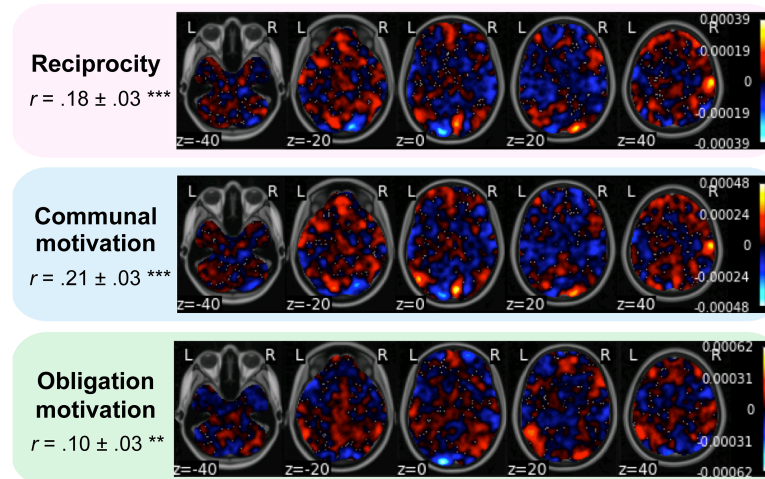 L R L R L R L R L R 0.00039
Reciprocity
r = .18 ± .03 ***
0.00019
0
-0.00019
z=-40 z=-20 z=0 z=20 z=40 -0.00039
L R L R L R L R L R 0.00048
Communal
motivation
r = .21 ± .03 ***
0.00024
0
-0.00024
z=-40 z=-20 z=0 z=20 z=40 -0.00048
L R L R L R L R L R 0.00062
Obligation
motivation
r = .10 ± .03 **
0.00031
0
-0.00031
z=-40 z=-20 z=0 z=20 z=40 -0.00062